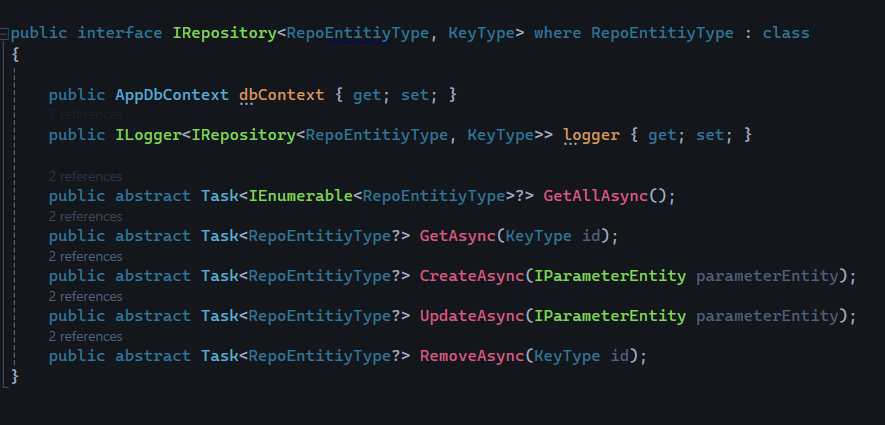 public interface IRepository<RepoEntitiyType, KeyType> where RepoEntitiyType : class
{
public AppDbContext dbContext { get; set; }
7 references
public ILogger<IRepository<RepoEntitiyType, KeyType>> logger { get; set; }
2 references
public abstract Task<IEnumerable<RepoEntitiyType>?> GetAllAsync();
2 references
public abstract Task<RepoEntitiyType?> GetAsync(KeyType id);
2 references
public abstract Task<RepoEntitiyType?> CreateAsync(IParameterEntity parameterEntity);
2 references
public abstract Task<RepoEntitiyType?> UpdateAsync(IParameterEntity parameterEntity);
2 references
public abstract Task<RepoEntitiyType?> RemoveAsync(KeyType id);
}